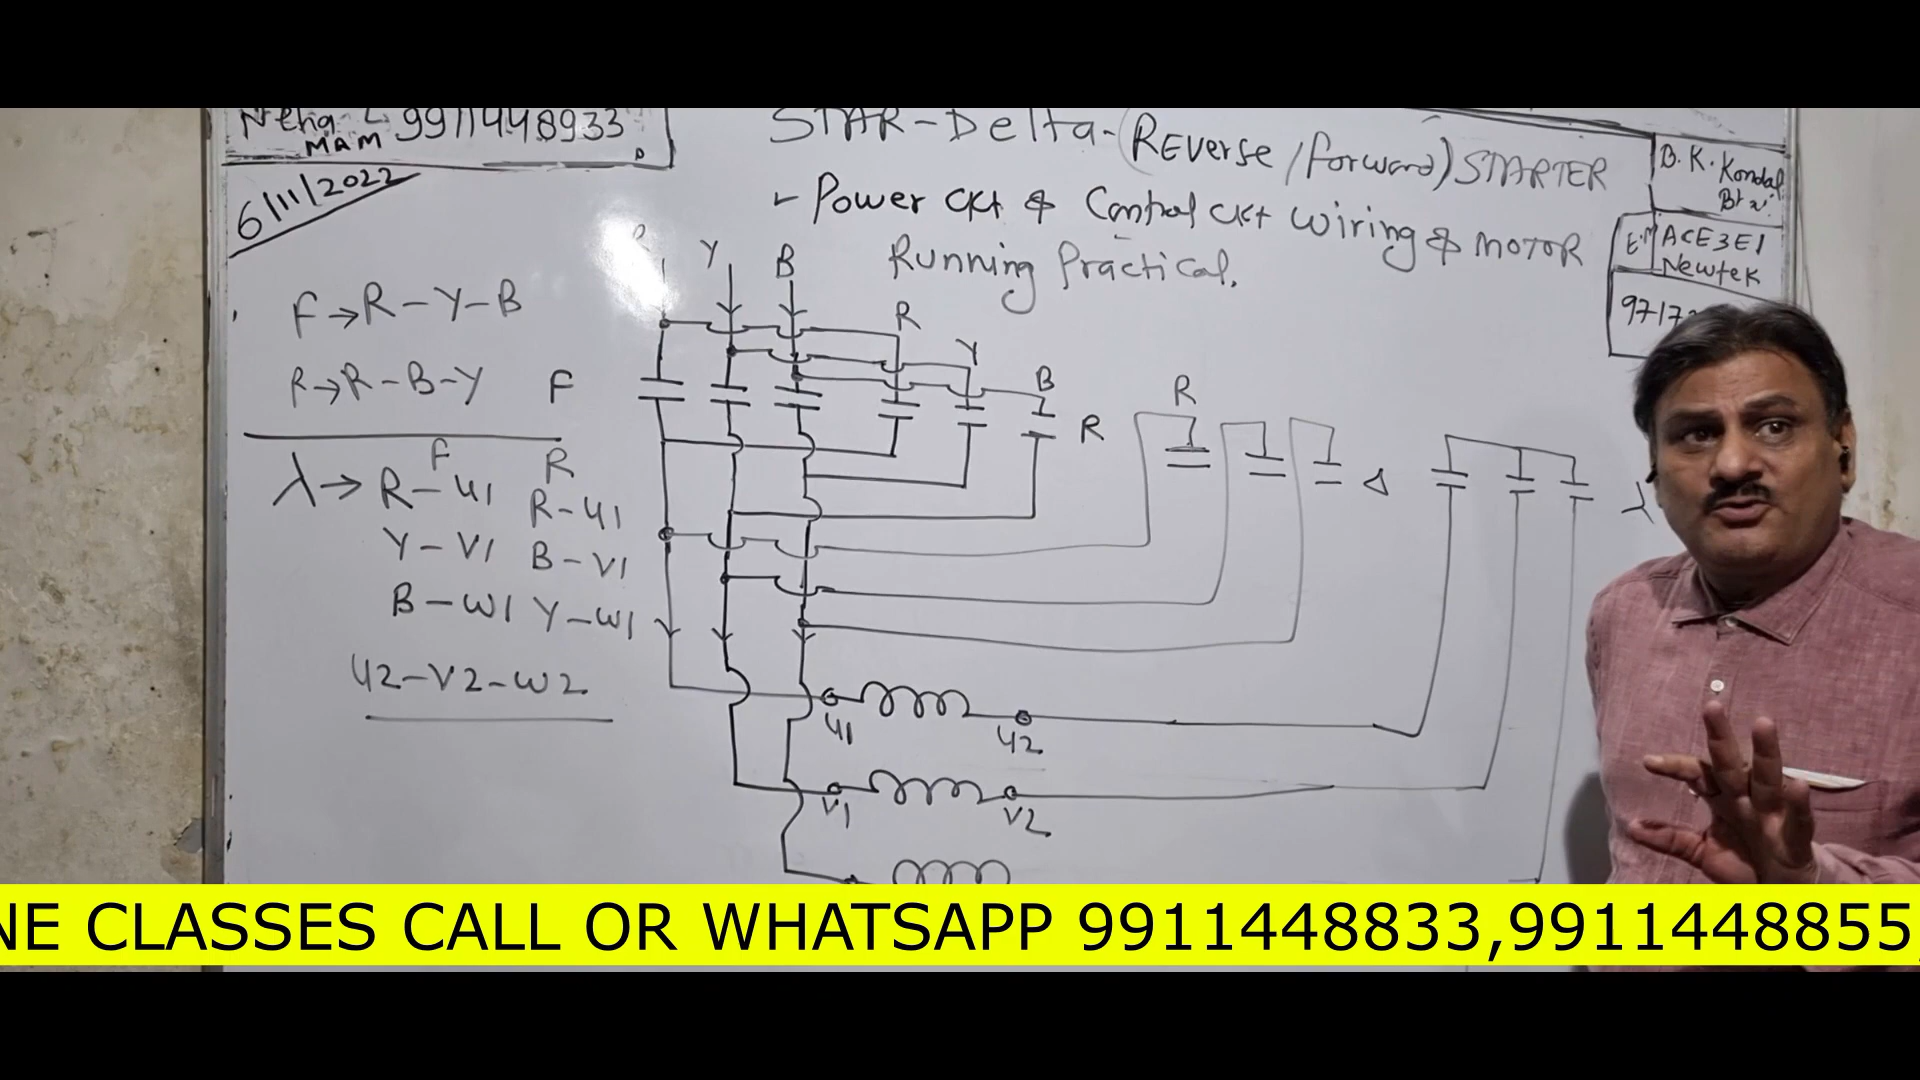 Neha - 9911448933
MAM
6/11/2022
STAR-Delta-(REverse/forward) STARTER
- Power CKt & Control CKt Wiring & MOTOR
Running Practical.
B.K. Kondal
ACE3E1
Newtek
9717
F→R-Y-B
R→R-B-Y
F R
λ→ R-U1 R-U1
Y-V1 B-V1
B-W1 Y-W1
U2-V2-W2
R Y B
R Y B
F
R
R
Δ
λ
U1 U2
V1 V2
NE CLASSES CALL OR WHATSAPP 9911448833,9911448855,